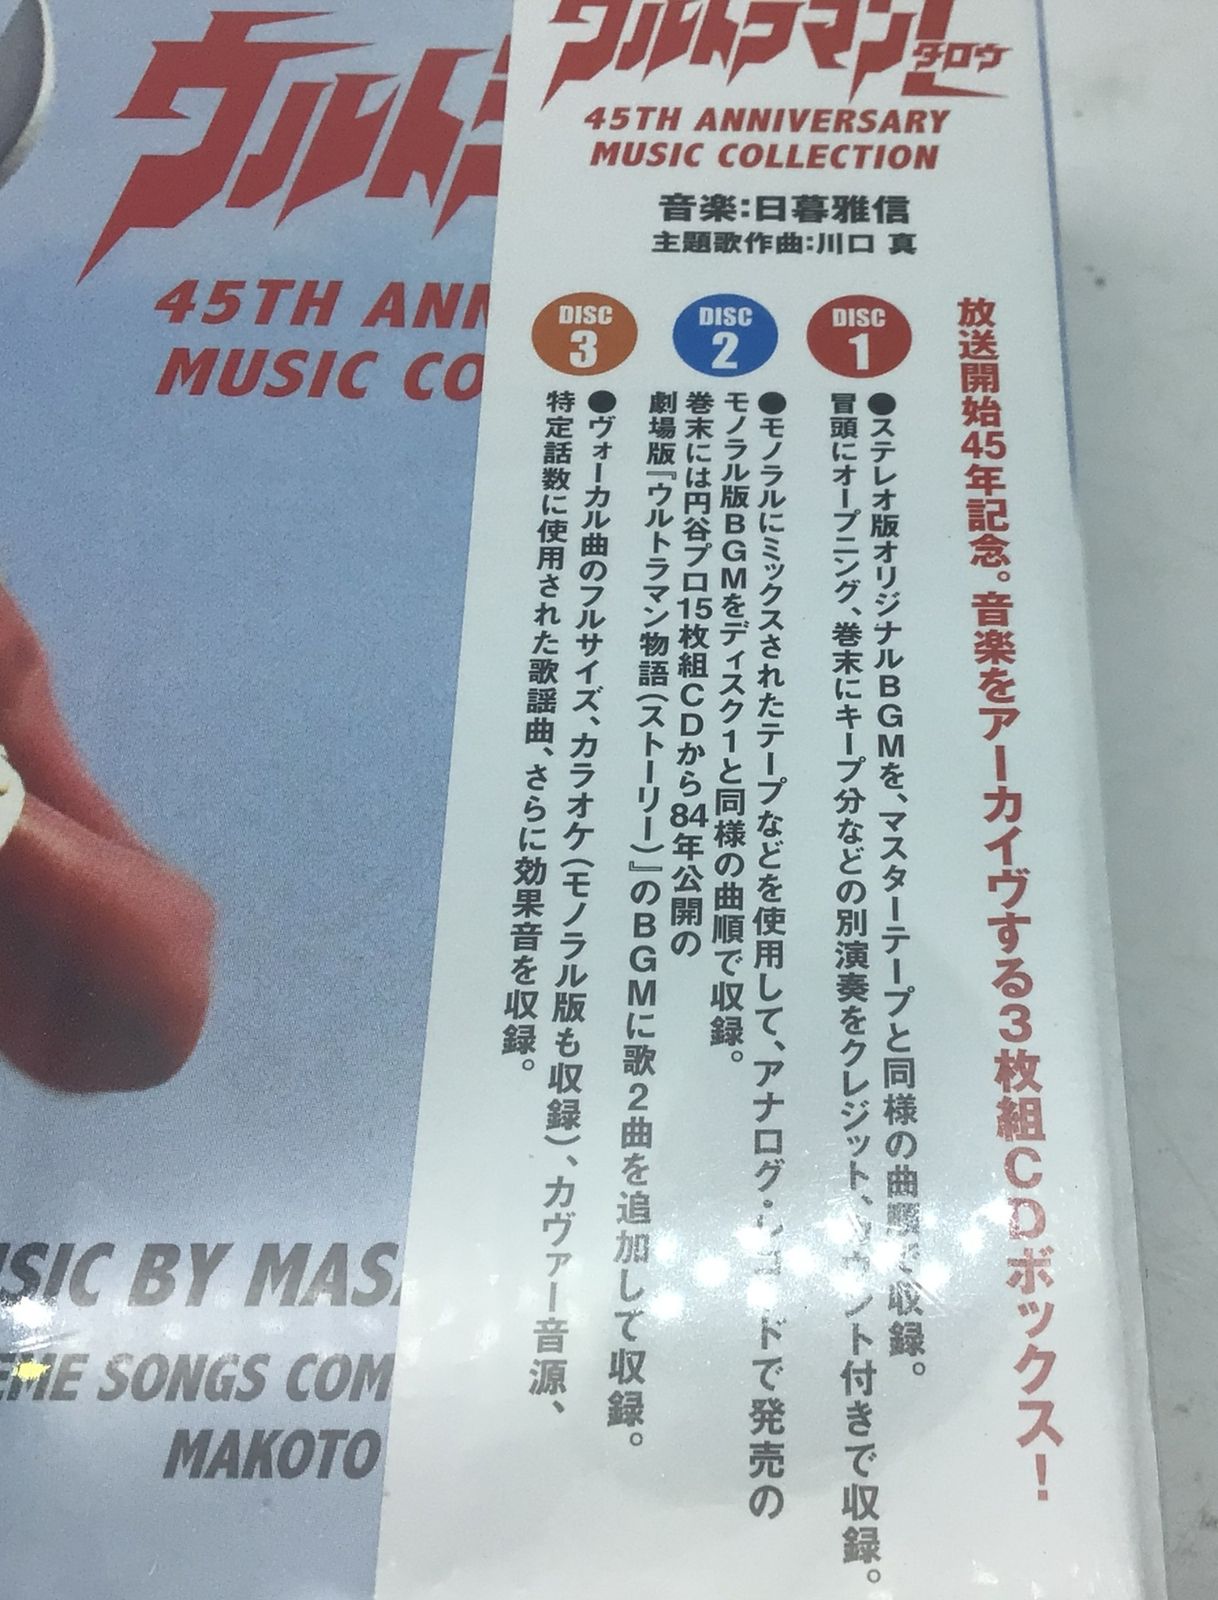 ウルト
45TH ANN
MUSIC CO
SIC BY MAS
EME SONGS COM
MAKOTO
ウルトラマン
タロウ
45TH ANNIVERSARY
MUSIC COLLECTION
音楽:日暮雅信
主題歌作曲:川口 真
放送開始45年記念。音楽をアーカイヴする3枚組CDボックス!
DISC
1
●ステレオ版オリジナルBGMを、マスターテープと同様の曲順で収録。
冒頭にオープニング、巻末にキープ分などの別演奏をクレジット、カウント付きで収録。
DISC
2
●モノラルにミックスされたテープなどを使用して、アナログ・レコードで発売の
モノラル版BGMをディスク1と同様の曲順で収録。
巻末には円谷プロ15枚組CDから84年公開の
劇場版『ウルトラマン物語(ストーリー)』のBGMに歌2曲を追加して収録。
DISC
3
●ヴォーカル曲のフルサイズ、カラオケ(モノラル版も収録)、カヴァー音源、
特定話数に使用された歌謡曲、さらに効果音を収録。